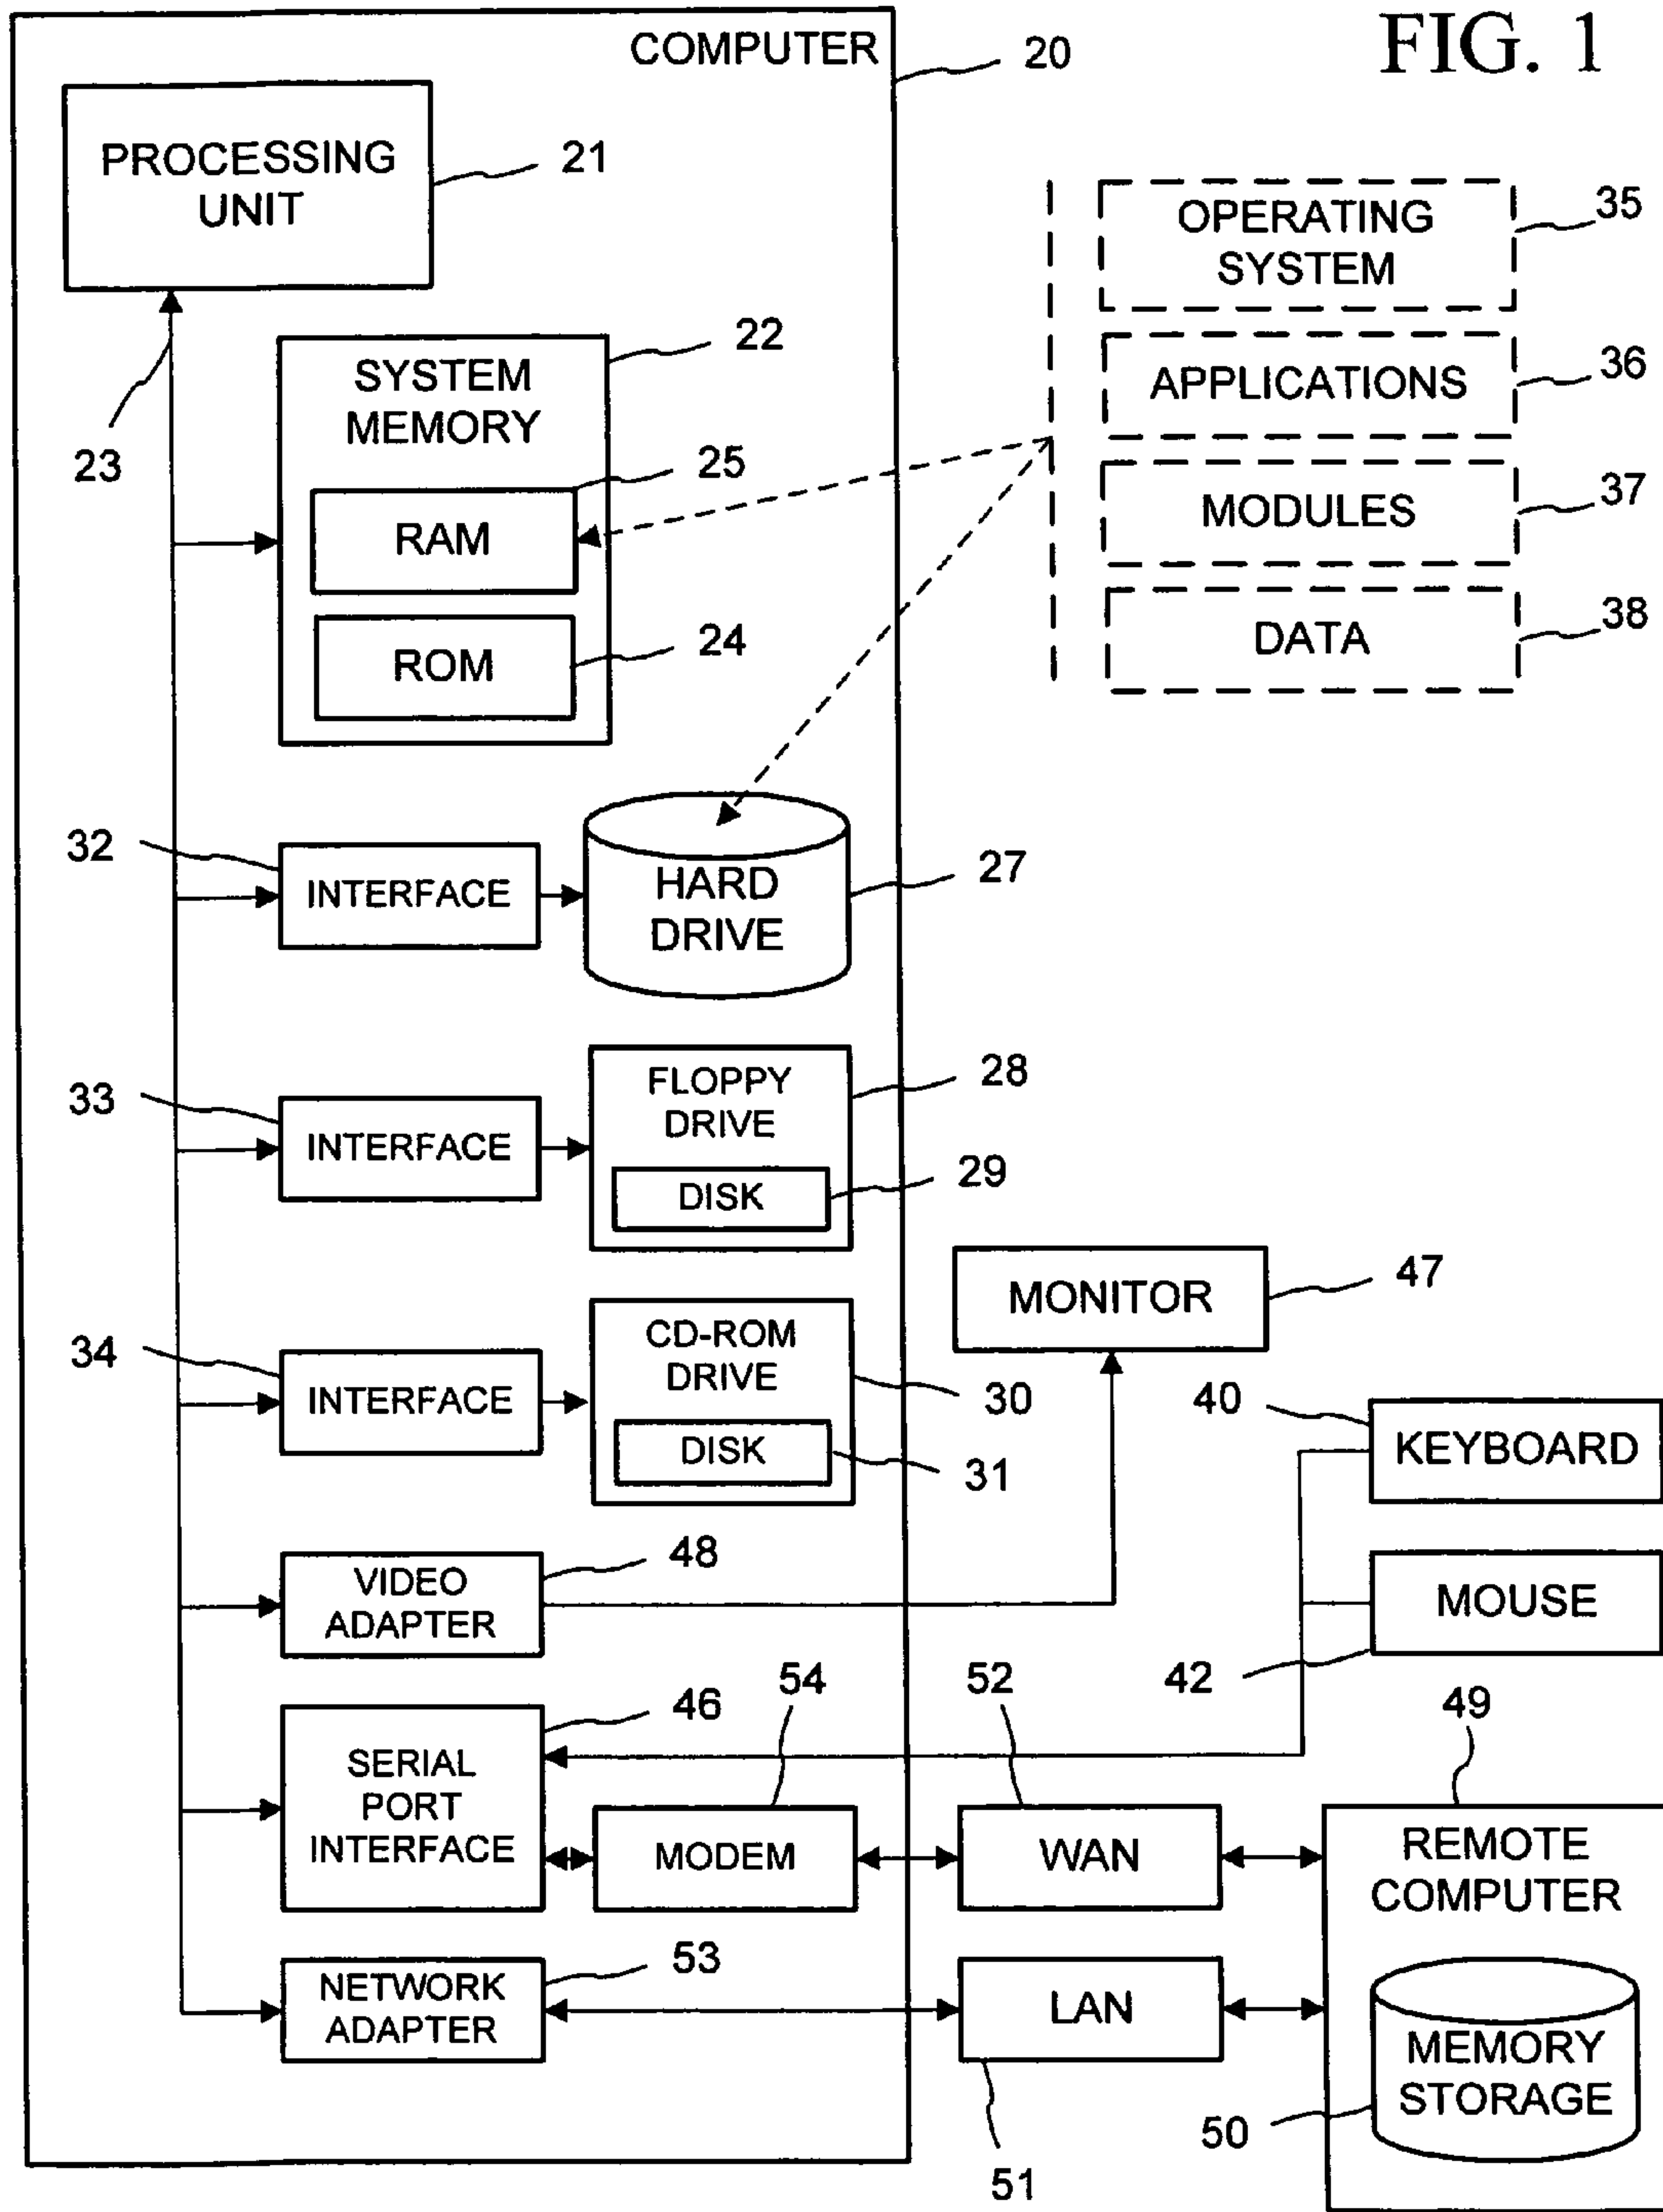 FIG. 1
COMPUTER
20
PROCESSING
UNIT
21
23
SYSTEM
MEMORY
22
25
RAM
24
ROM
OPERATING
SYSTEM
35
APPLICATIONS
36
MODULES
37
DATA
38
32
INTERFACE
HARD
DRIVE
27
33
INTERFACE
FLOPPY
DRIVE
28
DISK
29
34
INTERFACE
CD-ROM
DRIVE
30
DISK
31
MONITOR
47
40
KEYBOARD
MOUSE
42
VIDEO
ADAPTER
48
SERIAL
PORT
INTERFACE
46
54
MODEM
52
WAN
49
REMOTE
COMPUTER
NETWORK
ADAPTER
53
LAN
51
MEMORY
STORAGE
50